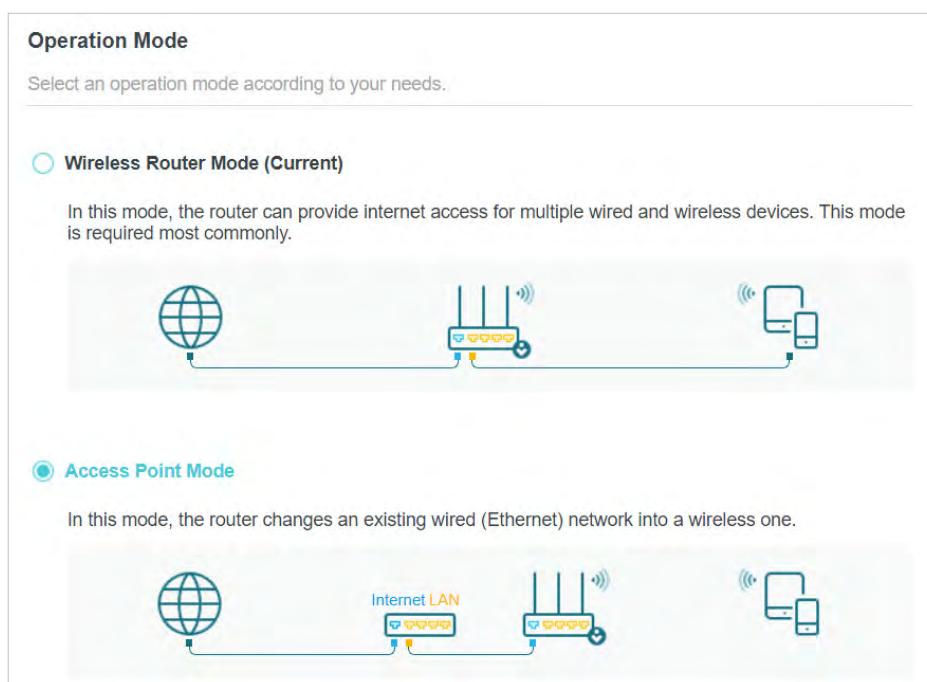 Operation Mode
Select an operation mode according to your needs.
Wireless Router Mode (Current)
In this mode, the router can provide internet access for multiple wired and wireless devices. This mode
is required most commonly.
Access Point Mode
In this mode, the router changes an existing wired (Ethernet) network into a wireless one.
Internet LAN